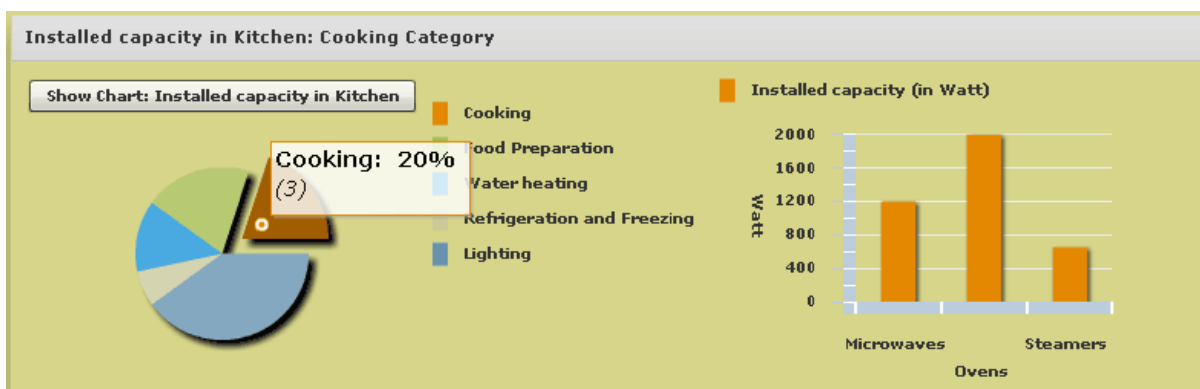 Installed capacity in Kitchen: Cooking Category
Show Chart: Installed capacity in Kitchen
Cooking
Food Preparation
Water heating
Refrigeration and Freezing
Lighting
Cooking: 20%
(3)
Installed capacity (in Watt)
2000
1600
1200
800
400
0
Watt
Microwaves
Steamers
Ovens